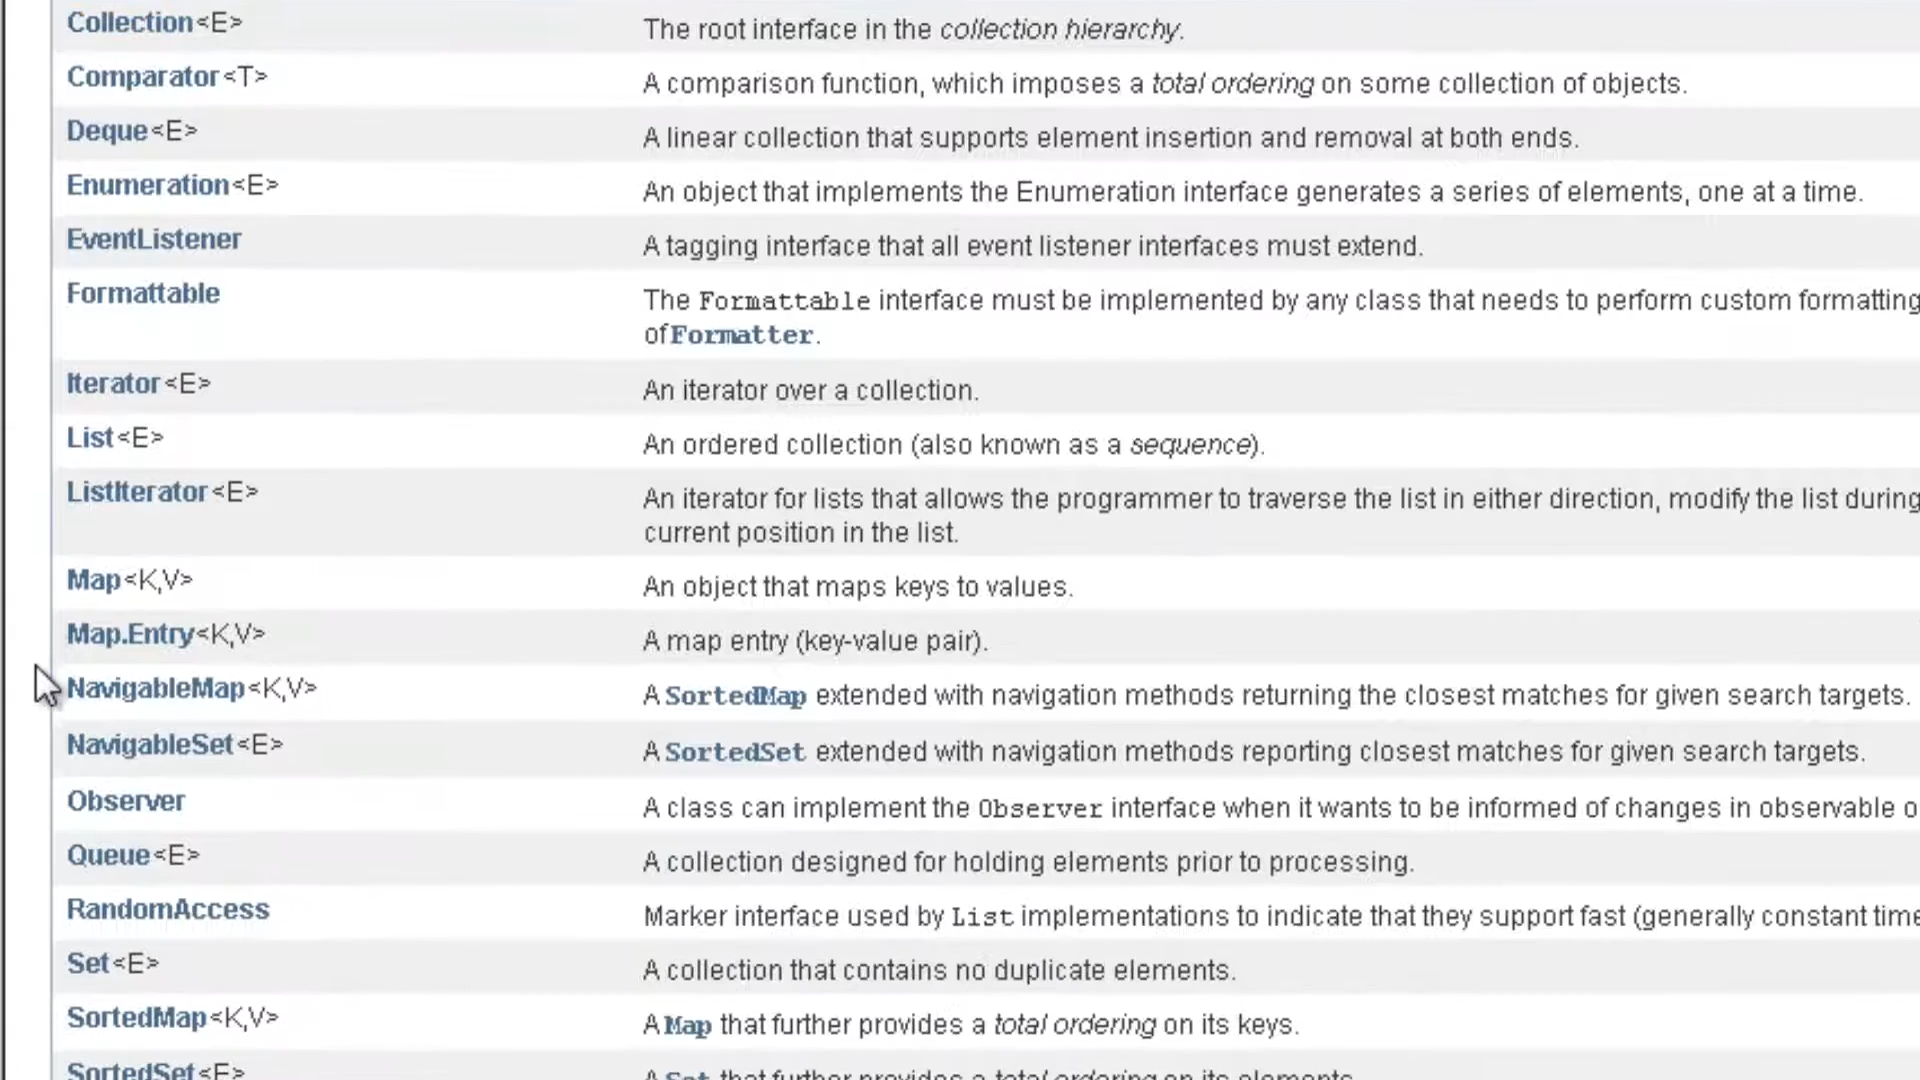 Collection<E> The root interface in the collection hierarchy.
Comparator<T> A comparison function, which imposes a total ordering on some collection of objects.
Deque<E> A linear collection that supports element insertion and removal at both ends.
Enumeration<E> An object that implements the Enumeration interface generates a series of elements, one at a time.
EventListener A tagging interface that all event listener interfaces must extend.
Formattable The Formattable interface must be implemented by any class that needs to perform custom formatting
of Formatter.
Iterator<E> An iterator over a collection.
List<E> An ordered collection (also known as a sequence).
ListIterator<E> An iterator for lists that allows the programmer to traverse the list in either direction, modify the list during
current position in the list.
Map<K,V> An object that maps keys to values.
Map.Entry<K,V> A map entry (key-value pair).
NavigableMap<K,V> A SortedMap extended with navigation methods returning the closest matches for given search targets.
NavigableSet<E> A SortedSet extended with navigation methods reporting closest matches for given search targets.
Observer A class can implement the Observer interface when it wants to be informed of changes in observable o
Queue<E> A collection designed for holding elements prior to processing.
RandomAccess Marker interface used by List implementations to indicate that they support fast (generally constant time
Set<E> A collection that contains no duplicate elements.
SortedMap<K,V> A Map that further provides a total ordering on its keys.
SortedSet<E> A Set that further provides a total ordering on its elements.